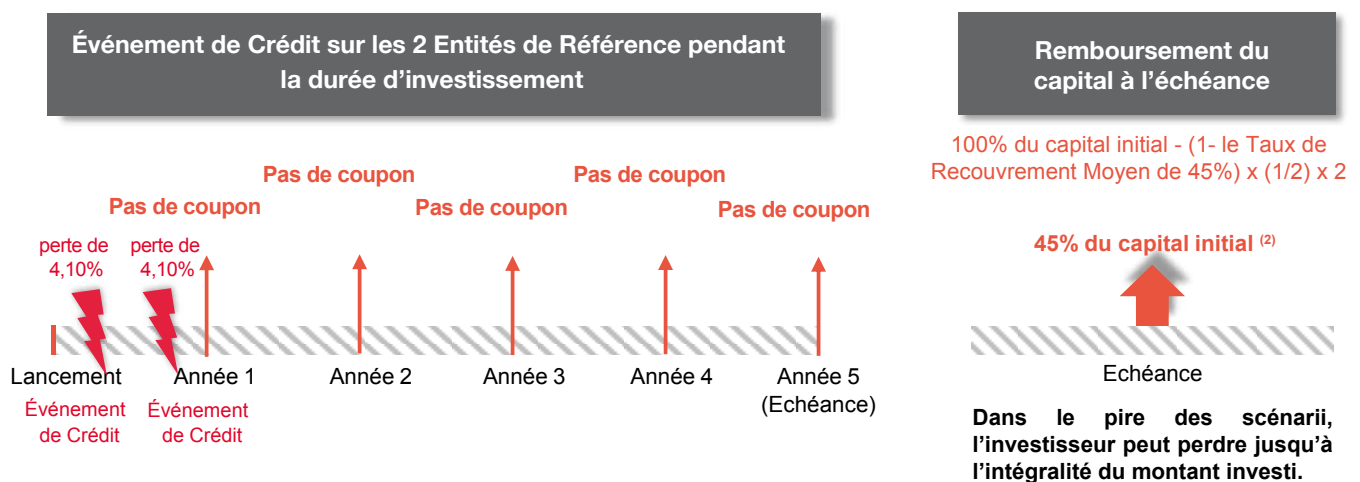 Événement de Crédit sur les 2 Entités de Référence pendant
la durée d'investissement
Pas de coupon
Pas de coupon
Pas de coupon
Pas de coupon
Pas de coupon
perte de
4,10%
perte de
4,10%
Lancement
Année 1
Année 2
Année 3
Année 4
Année 5
(Echéance)
Événement
de Crédit
Événement
de Crédit
Remboursement du
capital à l'échéance
100% du capital initial - (1- le Taux de
Recouvrement Moyen de 45%) x (1/2) x 2
45% du capital initial (2)
Echéance
Dans le pire des scénarii,
l'investisseur peut perdre jusqu'à
l'intégralité du montant investi.